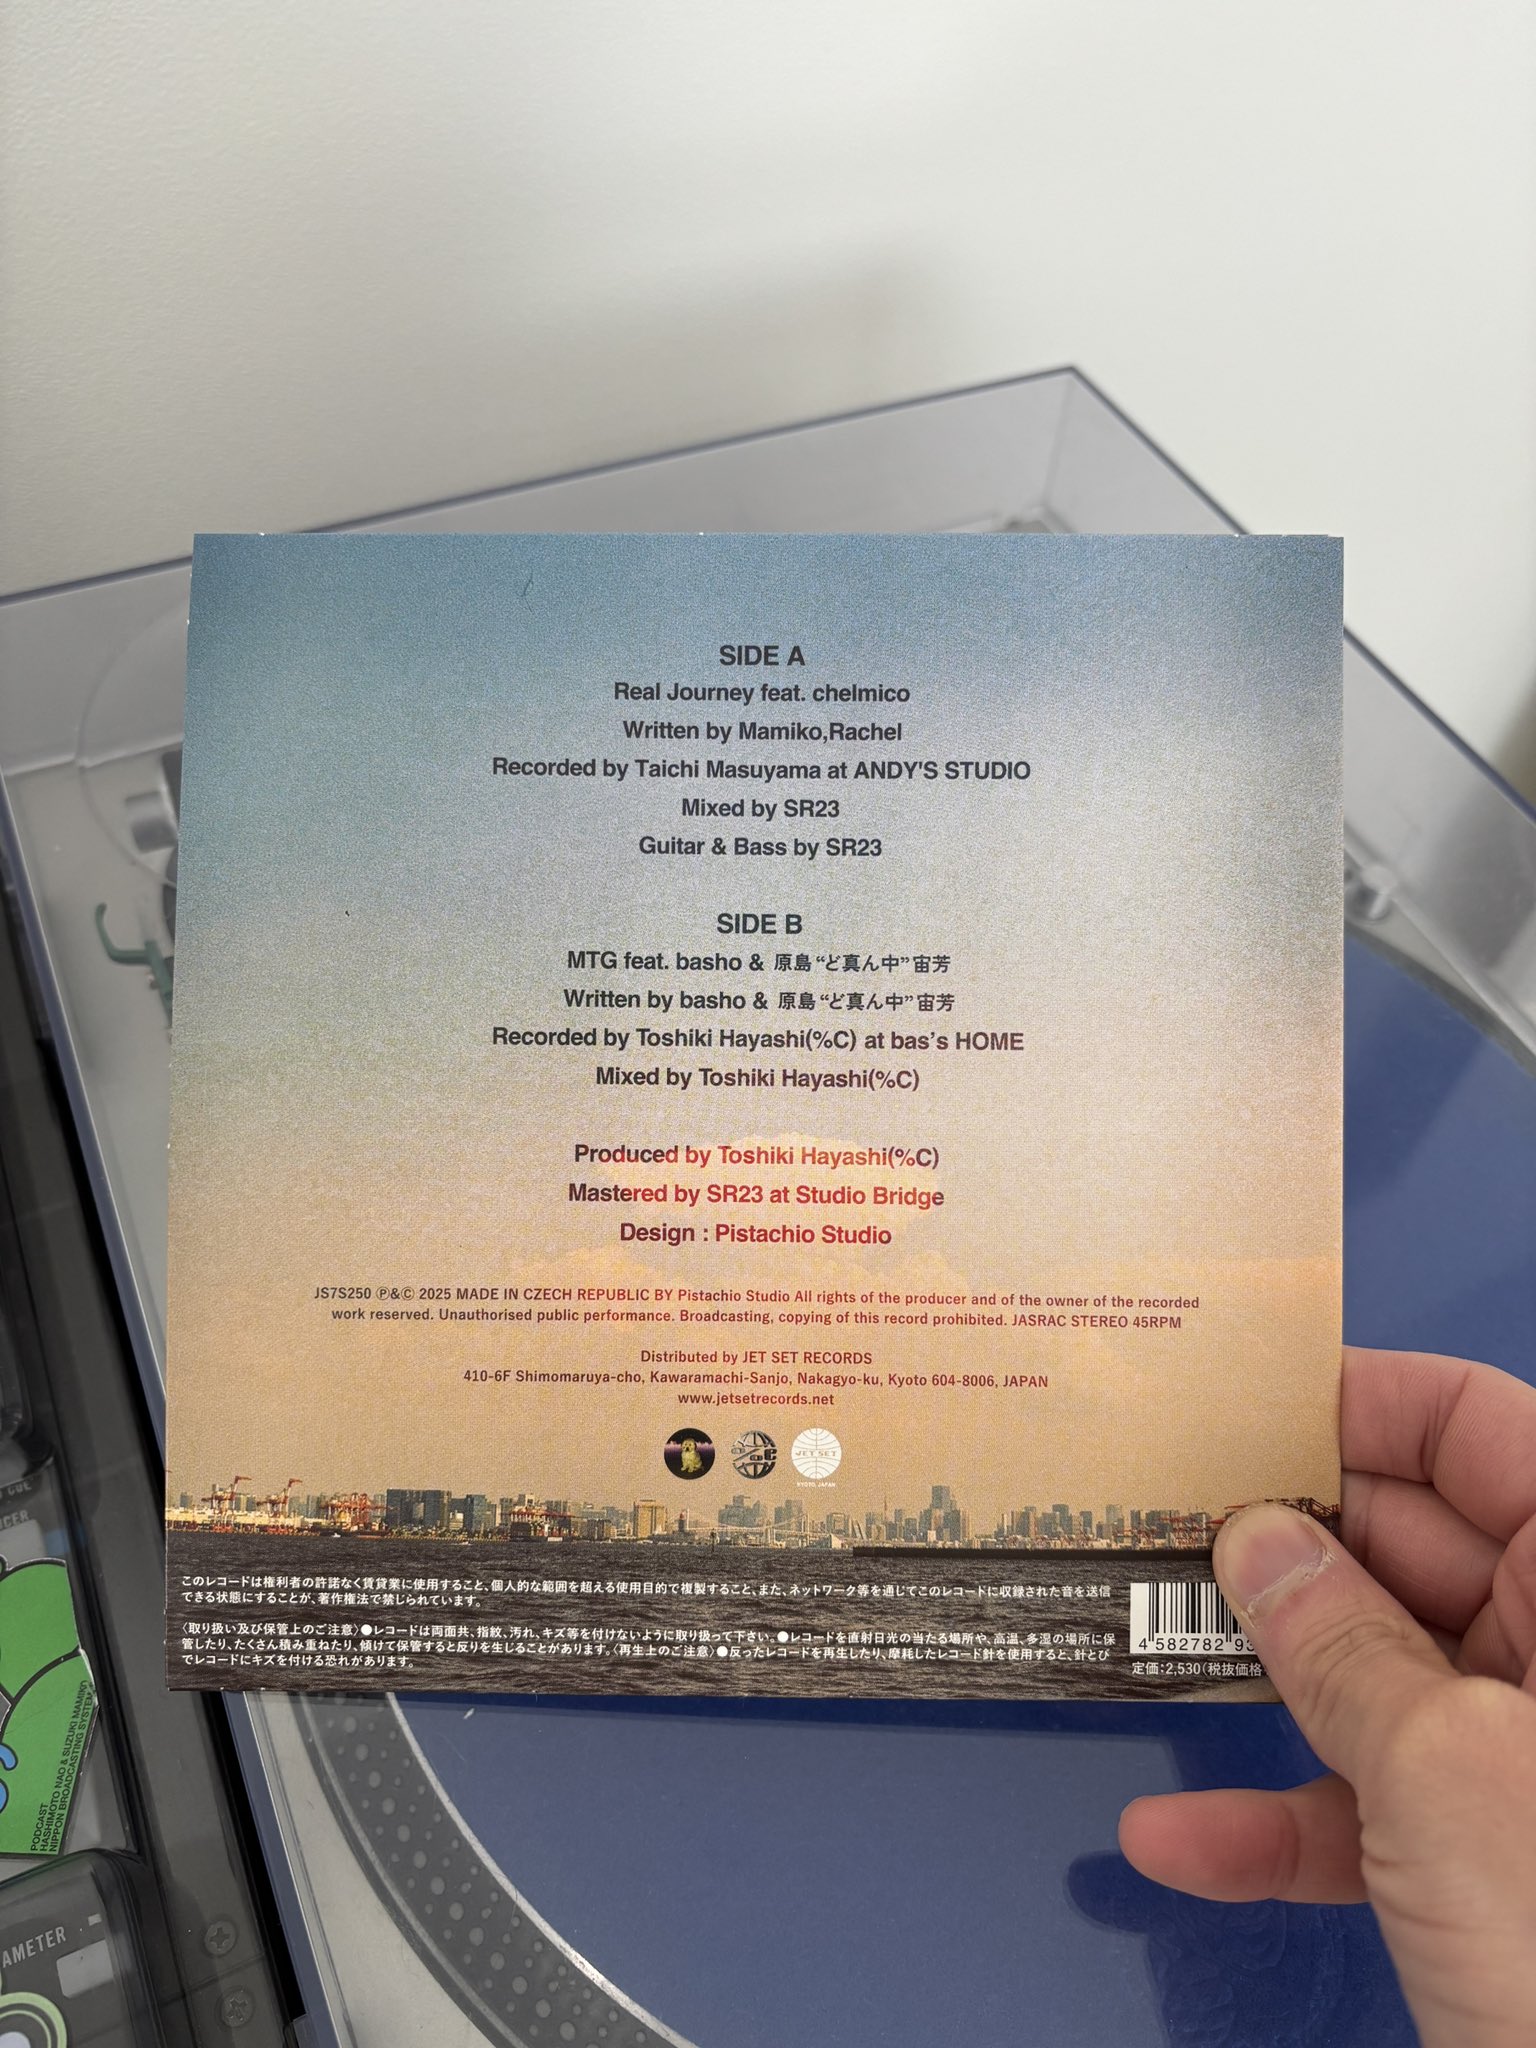 SIDE A
Real Journey feat. chelmico
Written by Mamiko,Rachel
Recorded by Taichi Masuyama at ANDY'S STUDIO
Mixed by SR23
Guitar & Bass by SR23
SIDE B
MTG feat. basho & 原島“ど真ん中”宙芳
Written by basho & 原島“ど真ん中”宙芳
Recorded by Toshiki Hayashi(%C) at bas's HOME
Mixed by Toshiki Hayashi(%C)
Produced by Toshiki Hayashi(%C)
Mastered by SR23 at Studio Bridge
Design : Pistachio Studio
JS7S250 Ⓟ&Ⓒ 2025 MADE IN CZECH REPUBLIC BY Pistachio Studio All rights of the producer and of the owner of the recorded
work reserved. Unauthorised public performance. Broadcasting, copying of this record prohibited. JASRAC STEREO 45RPM
Distributed by JET SET RECORDS
410-6F Shimomaruya-cho, Kawaramachi-Sanjo, Nakagyo-ku, Kyoto 604-8006, JAPAN
www.jetsetrecords.net
JET SET
KYOTO JAPAN
このレコードは権利者の許諾なく賃貸業に使用すること、個人的な範囲を超える使用目的で複製すること、また、ネットワーク等を通じてこのレコードに収録された音を送信
できる状態にすることが、著作権法で禁じられています。
〈取り扱い及び保管上のご注意〉●レコードは両面共、指紋、汚れ、キズ等を付けないように取り扱って下さい。●レコードを直射日光の当たる場所や、高温、多湿の場所に保
管したり、たくさん積み重ねたり、傾けて保管すると反りを生じることがあります。〈再生上のご注意〉●反ったレコードを再生したり、摩耗したレコード針を使用すると、針とび
でレコードにキズを付ける恐れがあります。
4 582782 93
定価:2,530(税抜価格
PODCAST
HASHIMOTO NAO & SUZUKI MAMIKO
NIPPON BROADCASTING SYSTEM
AMETER
CUE